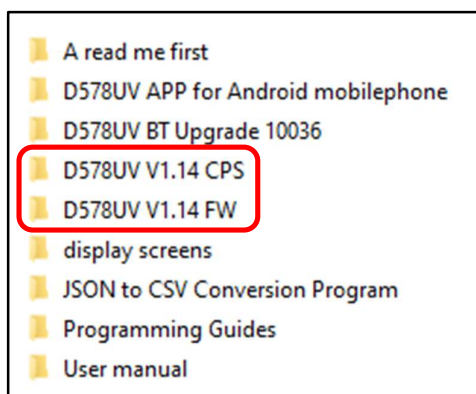 A read me first
D578UV APP for Android mobilephone
D578UV BT Upgrade 10036
D578UV V1.14 CPS
D578UV V1.14 FW
display screens
JSON to CSV Conversion Program
Programming Guides
User manual